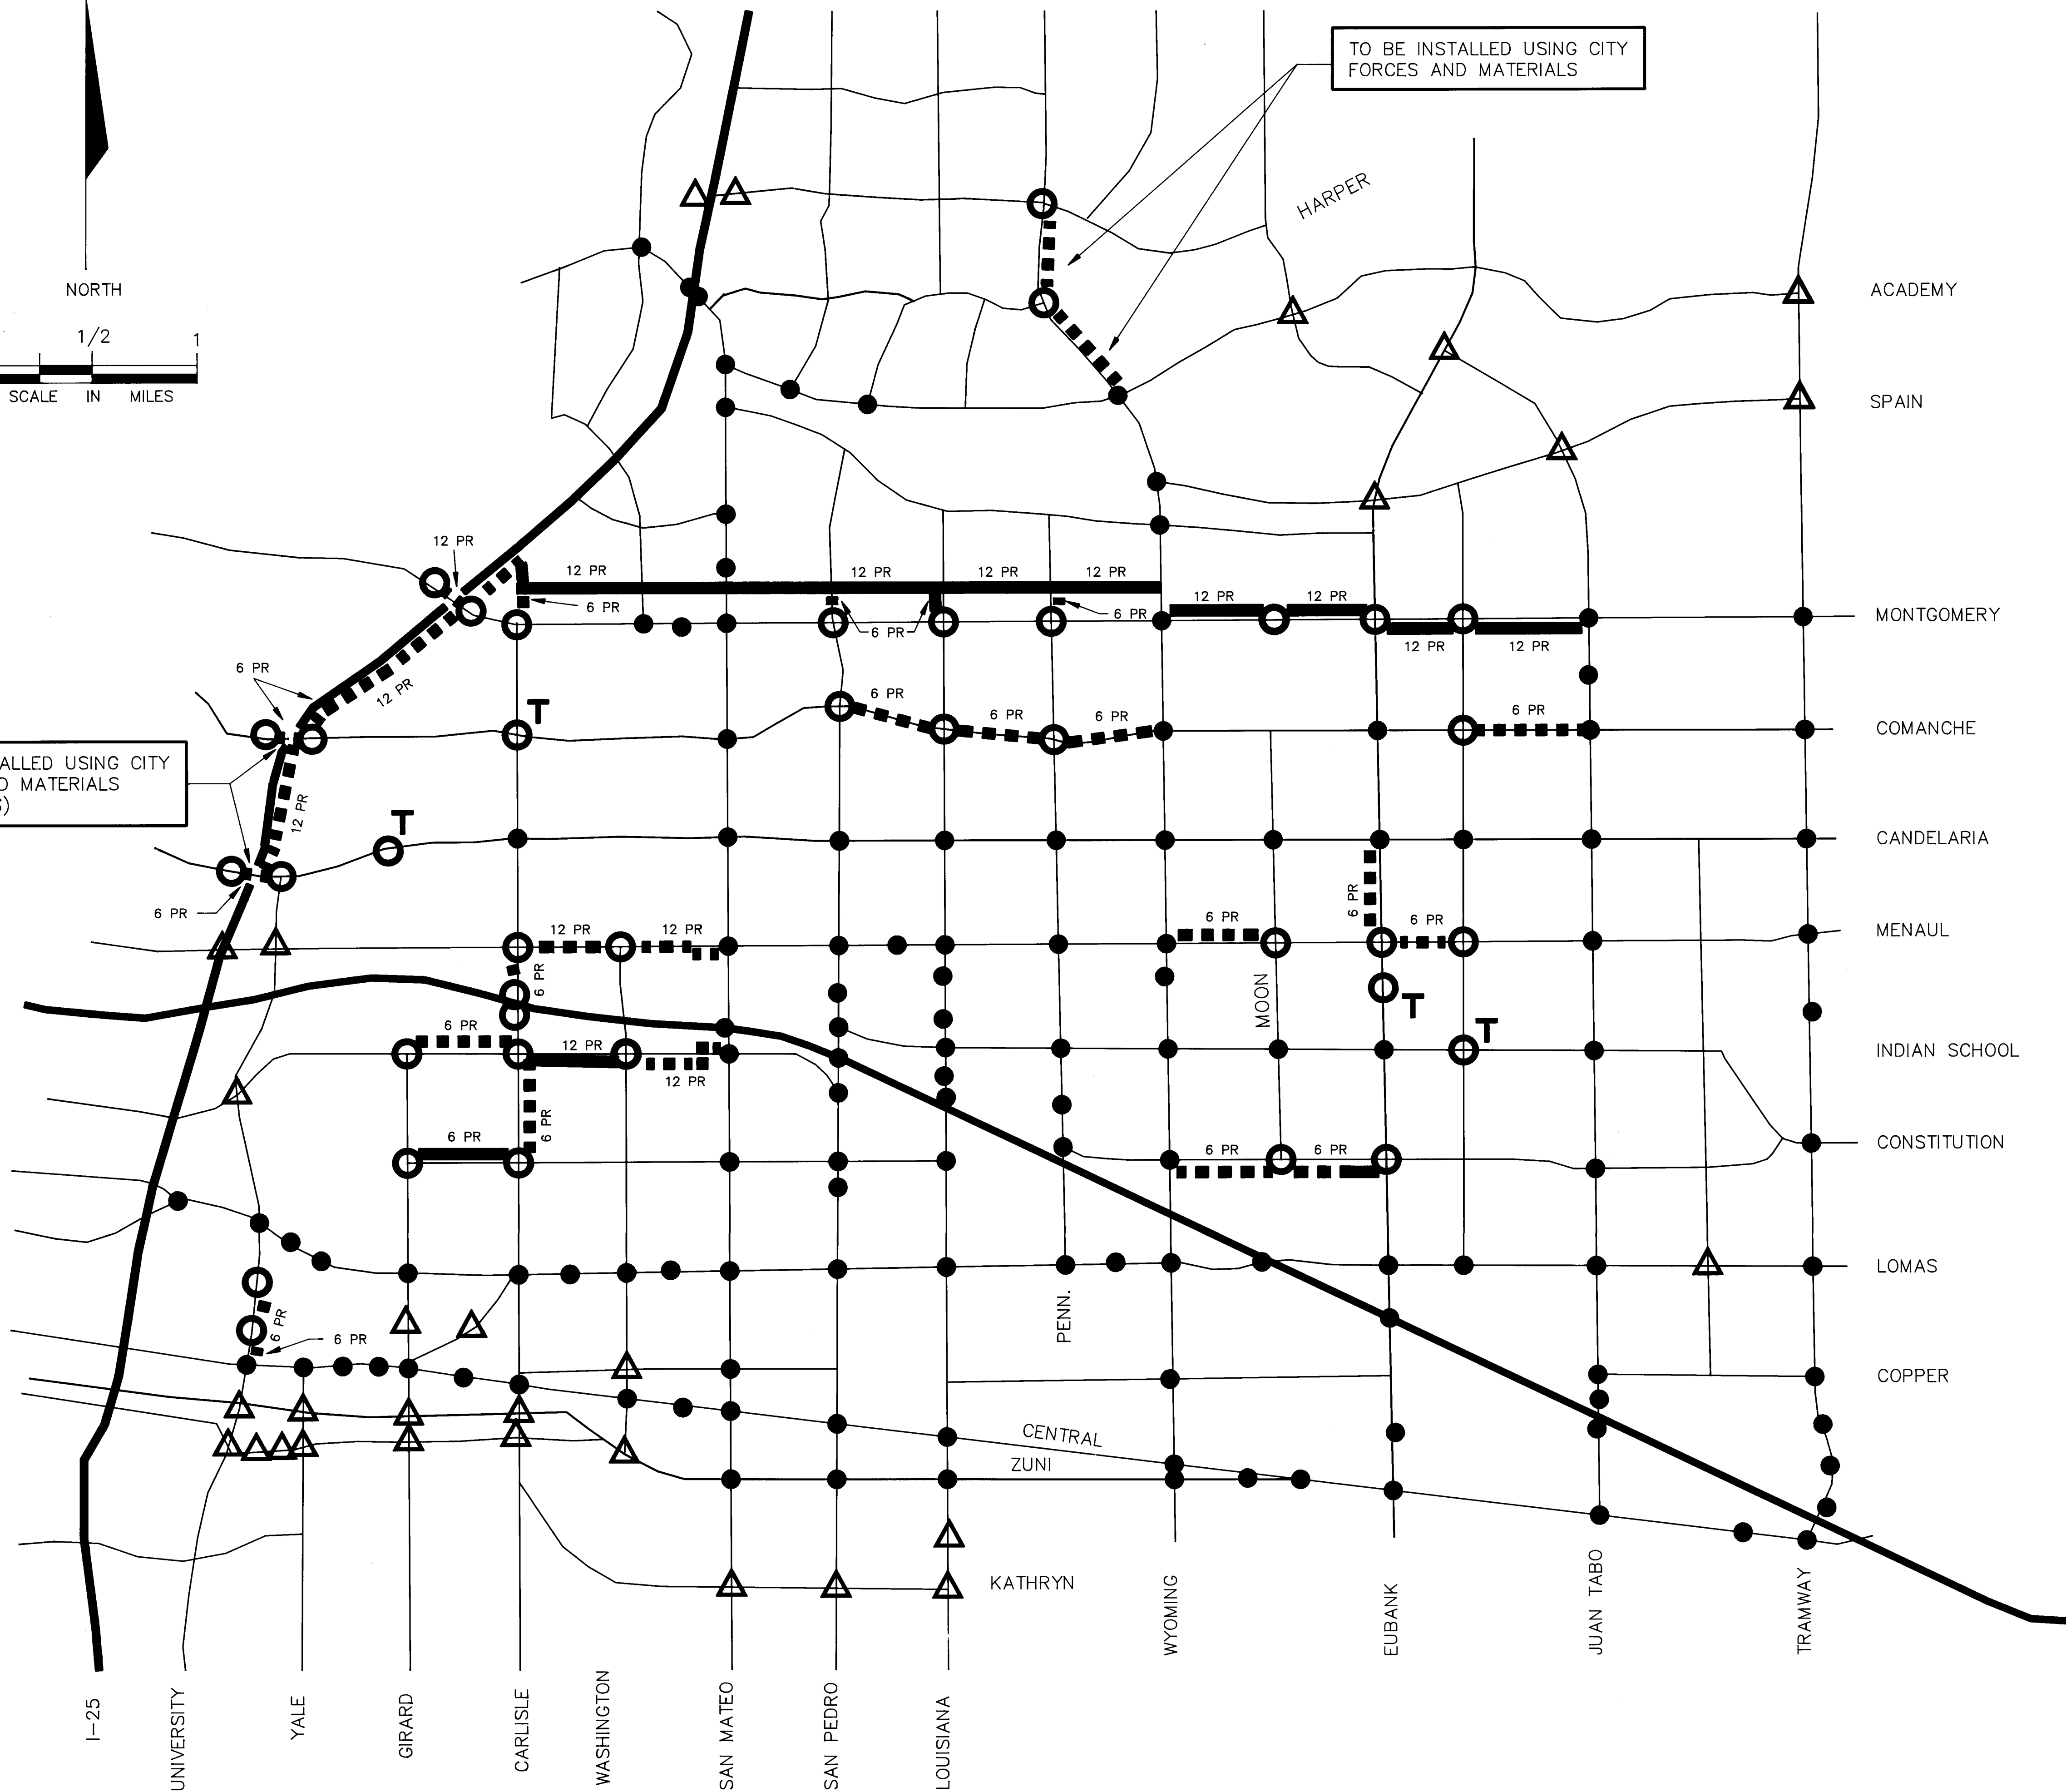 TO BE INSTALLED USING CITY
FORCES AND MATERIALS
HARPER
NORTH
1/2
1
SCALE IN MILES
ACADEMY
SPAIN
12 PR
12 PR
12 PR
12 PR
12 PR
6 PR
6 PR
6 PR
12 PR
12 PR
MONTGOMERY
12 PR
12 PR
6 PR
12 PR
T
6 PR
6 PR
6 PR
6 PR
COMANCHE
ALLED USING CITY
MATERIALS
12 PR
T
CANDELARIA
6 PR
6 PR
12 PR
12 PR
6 PR
6 PR
MENAUL
6 PR
MOON
T
T
6 PR
12 PR
12 PR
INDIAN SCHOOL
6 PR
6 PR
6 PR
6 PR
CONSTITUTION
LOMAS
6 PR
6 PR
PENN.
COPPER
CENTRAL
ZUNI
KATHRYN
WYOMING
EUBANK
JUAN TABO
TRAMWAY
I-25
UNIVERSITY
YALE
GIRARD
CARLISLE
WASHINGTON
SAN MATEO
SAN PEDRO
LOUISIANA